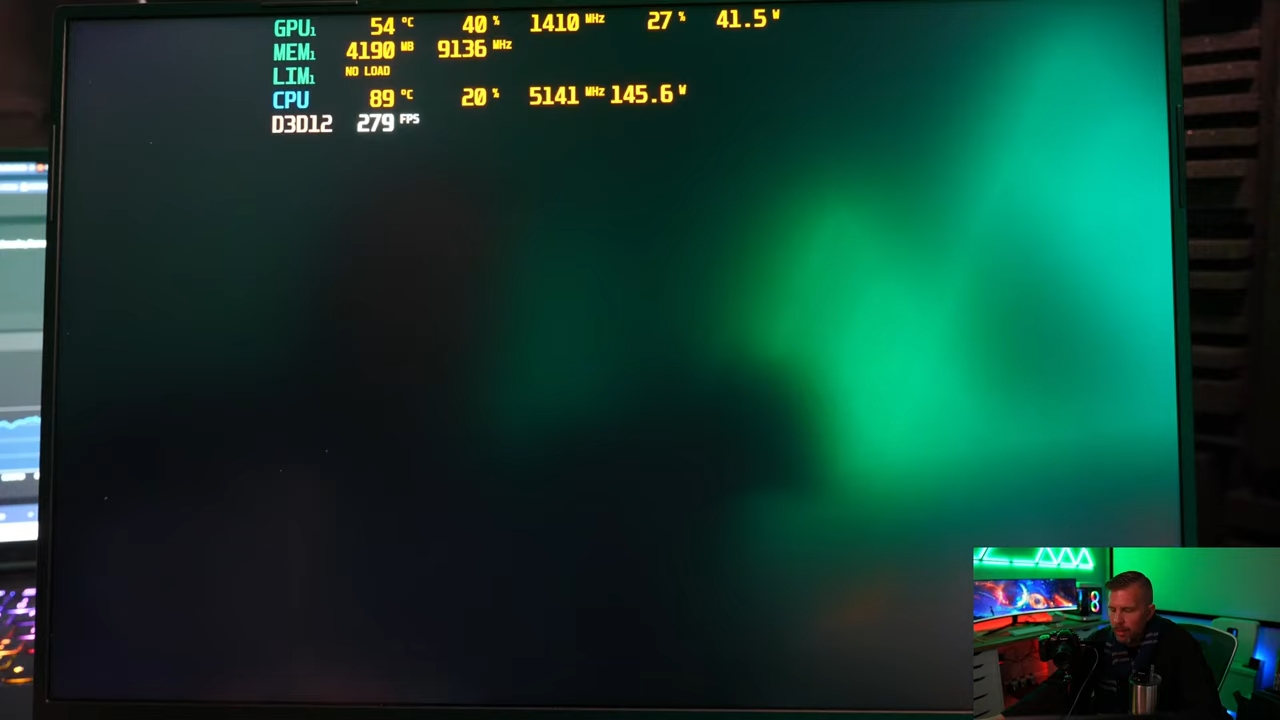 GPU1 54 °C 40 % 1410 MHz 27 % 41.5 W
MEM1 4190 MB 9136 MHz
LIM1 NO LOAD
CPU 89 °C 20 % 5141 MHz 145.6 W
D3D12 279 FPS